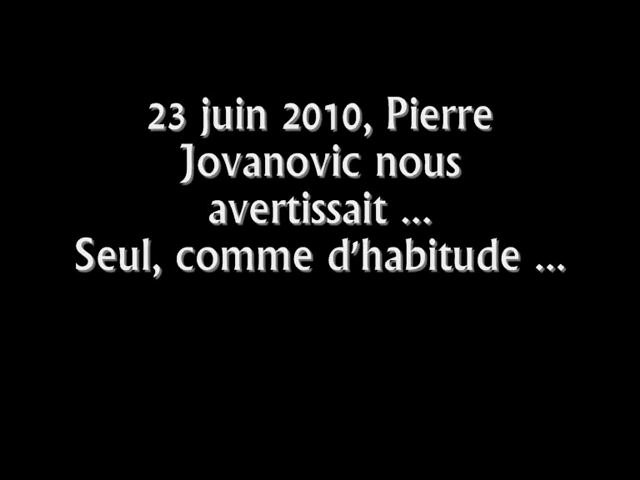 23 juin 2010, Pierre
Jovanovic nous
avertissait ...
Seul, comme d'habitude ...